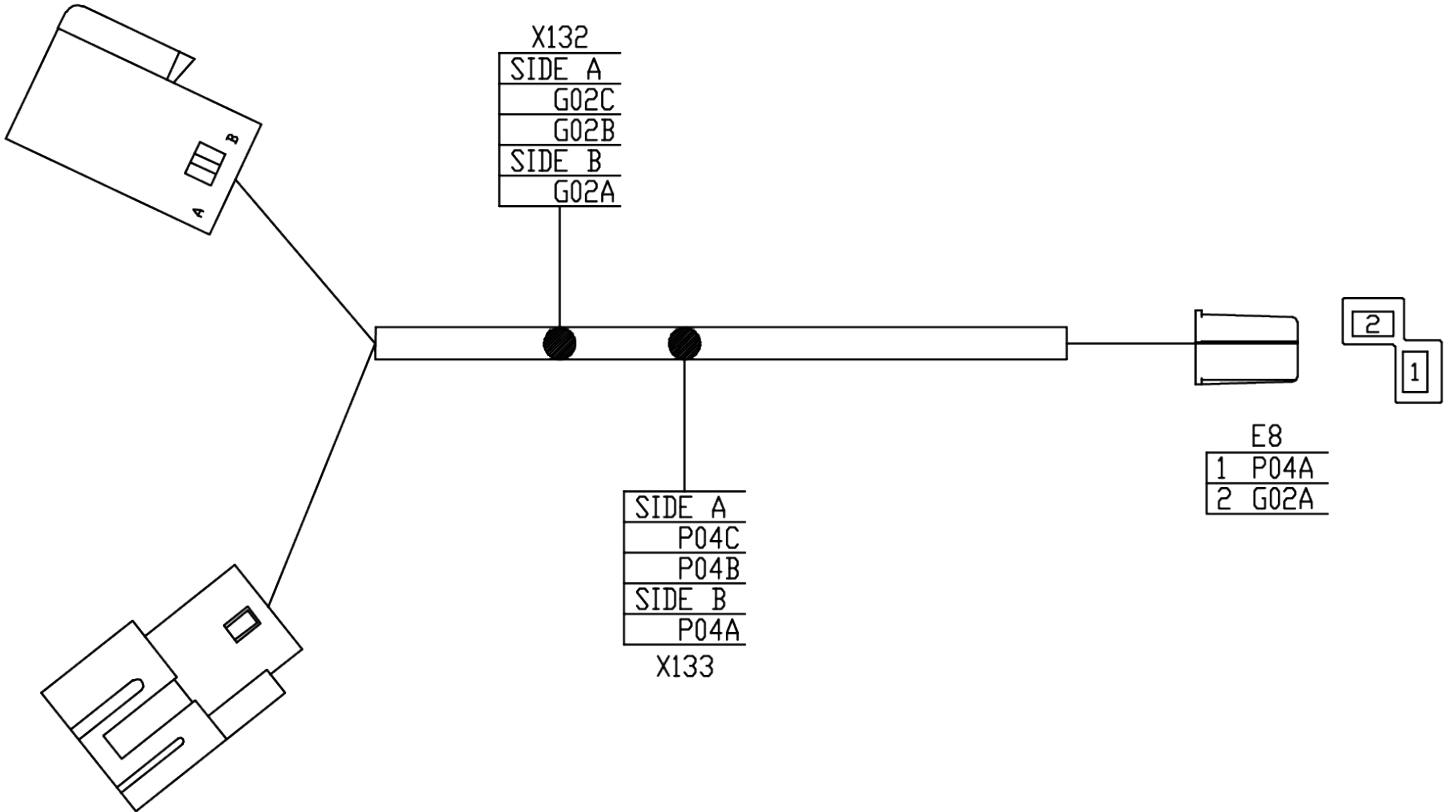 X132
SIDE A
G02C
G02B
SIDE B
G02A
B
A
2
1
E8
1 P04A
2 G02A
SIDE A
P04C
P04B
SIDE B
P04A
X133